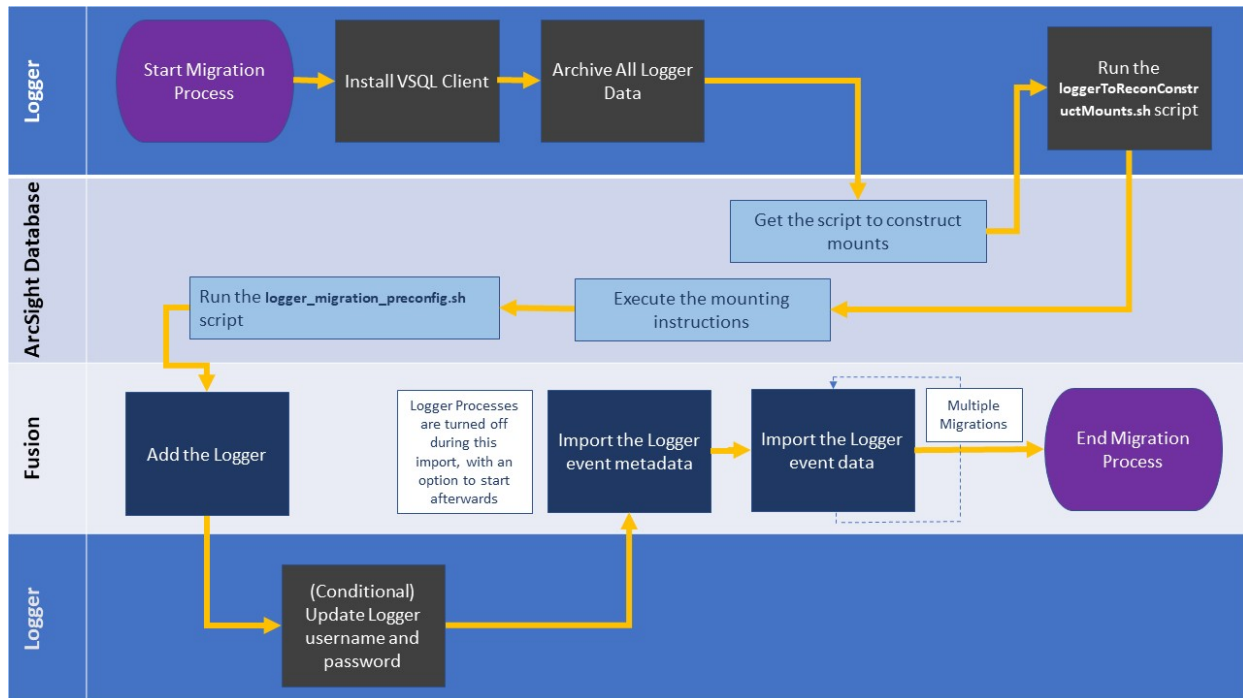 Logger
Start Migration
Process
Install VSQL Client
Archive All Logger
Data
Run the
loggerToReconConstr
uctMounts.sh script
ArcSight Database
Get the script to construct
mounts
Run the logger_migration_preconfig.sh
script
Execute the mounting
instructions
Fusion
Add the Logger
Logger Processes
are turned off
during this
import, with an
option to start
afterwards
Import the Logger
event metadata
Import the Logger
event data
Multiple
Migrations
End Migration
Process
Logger
(Conditional)
Update Logger
username and
password